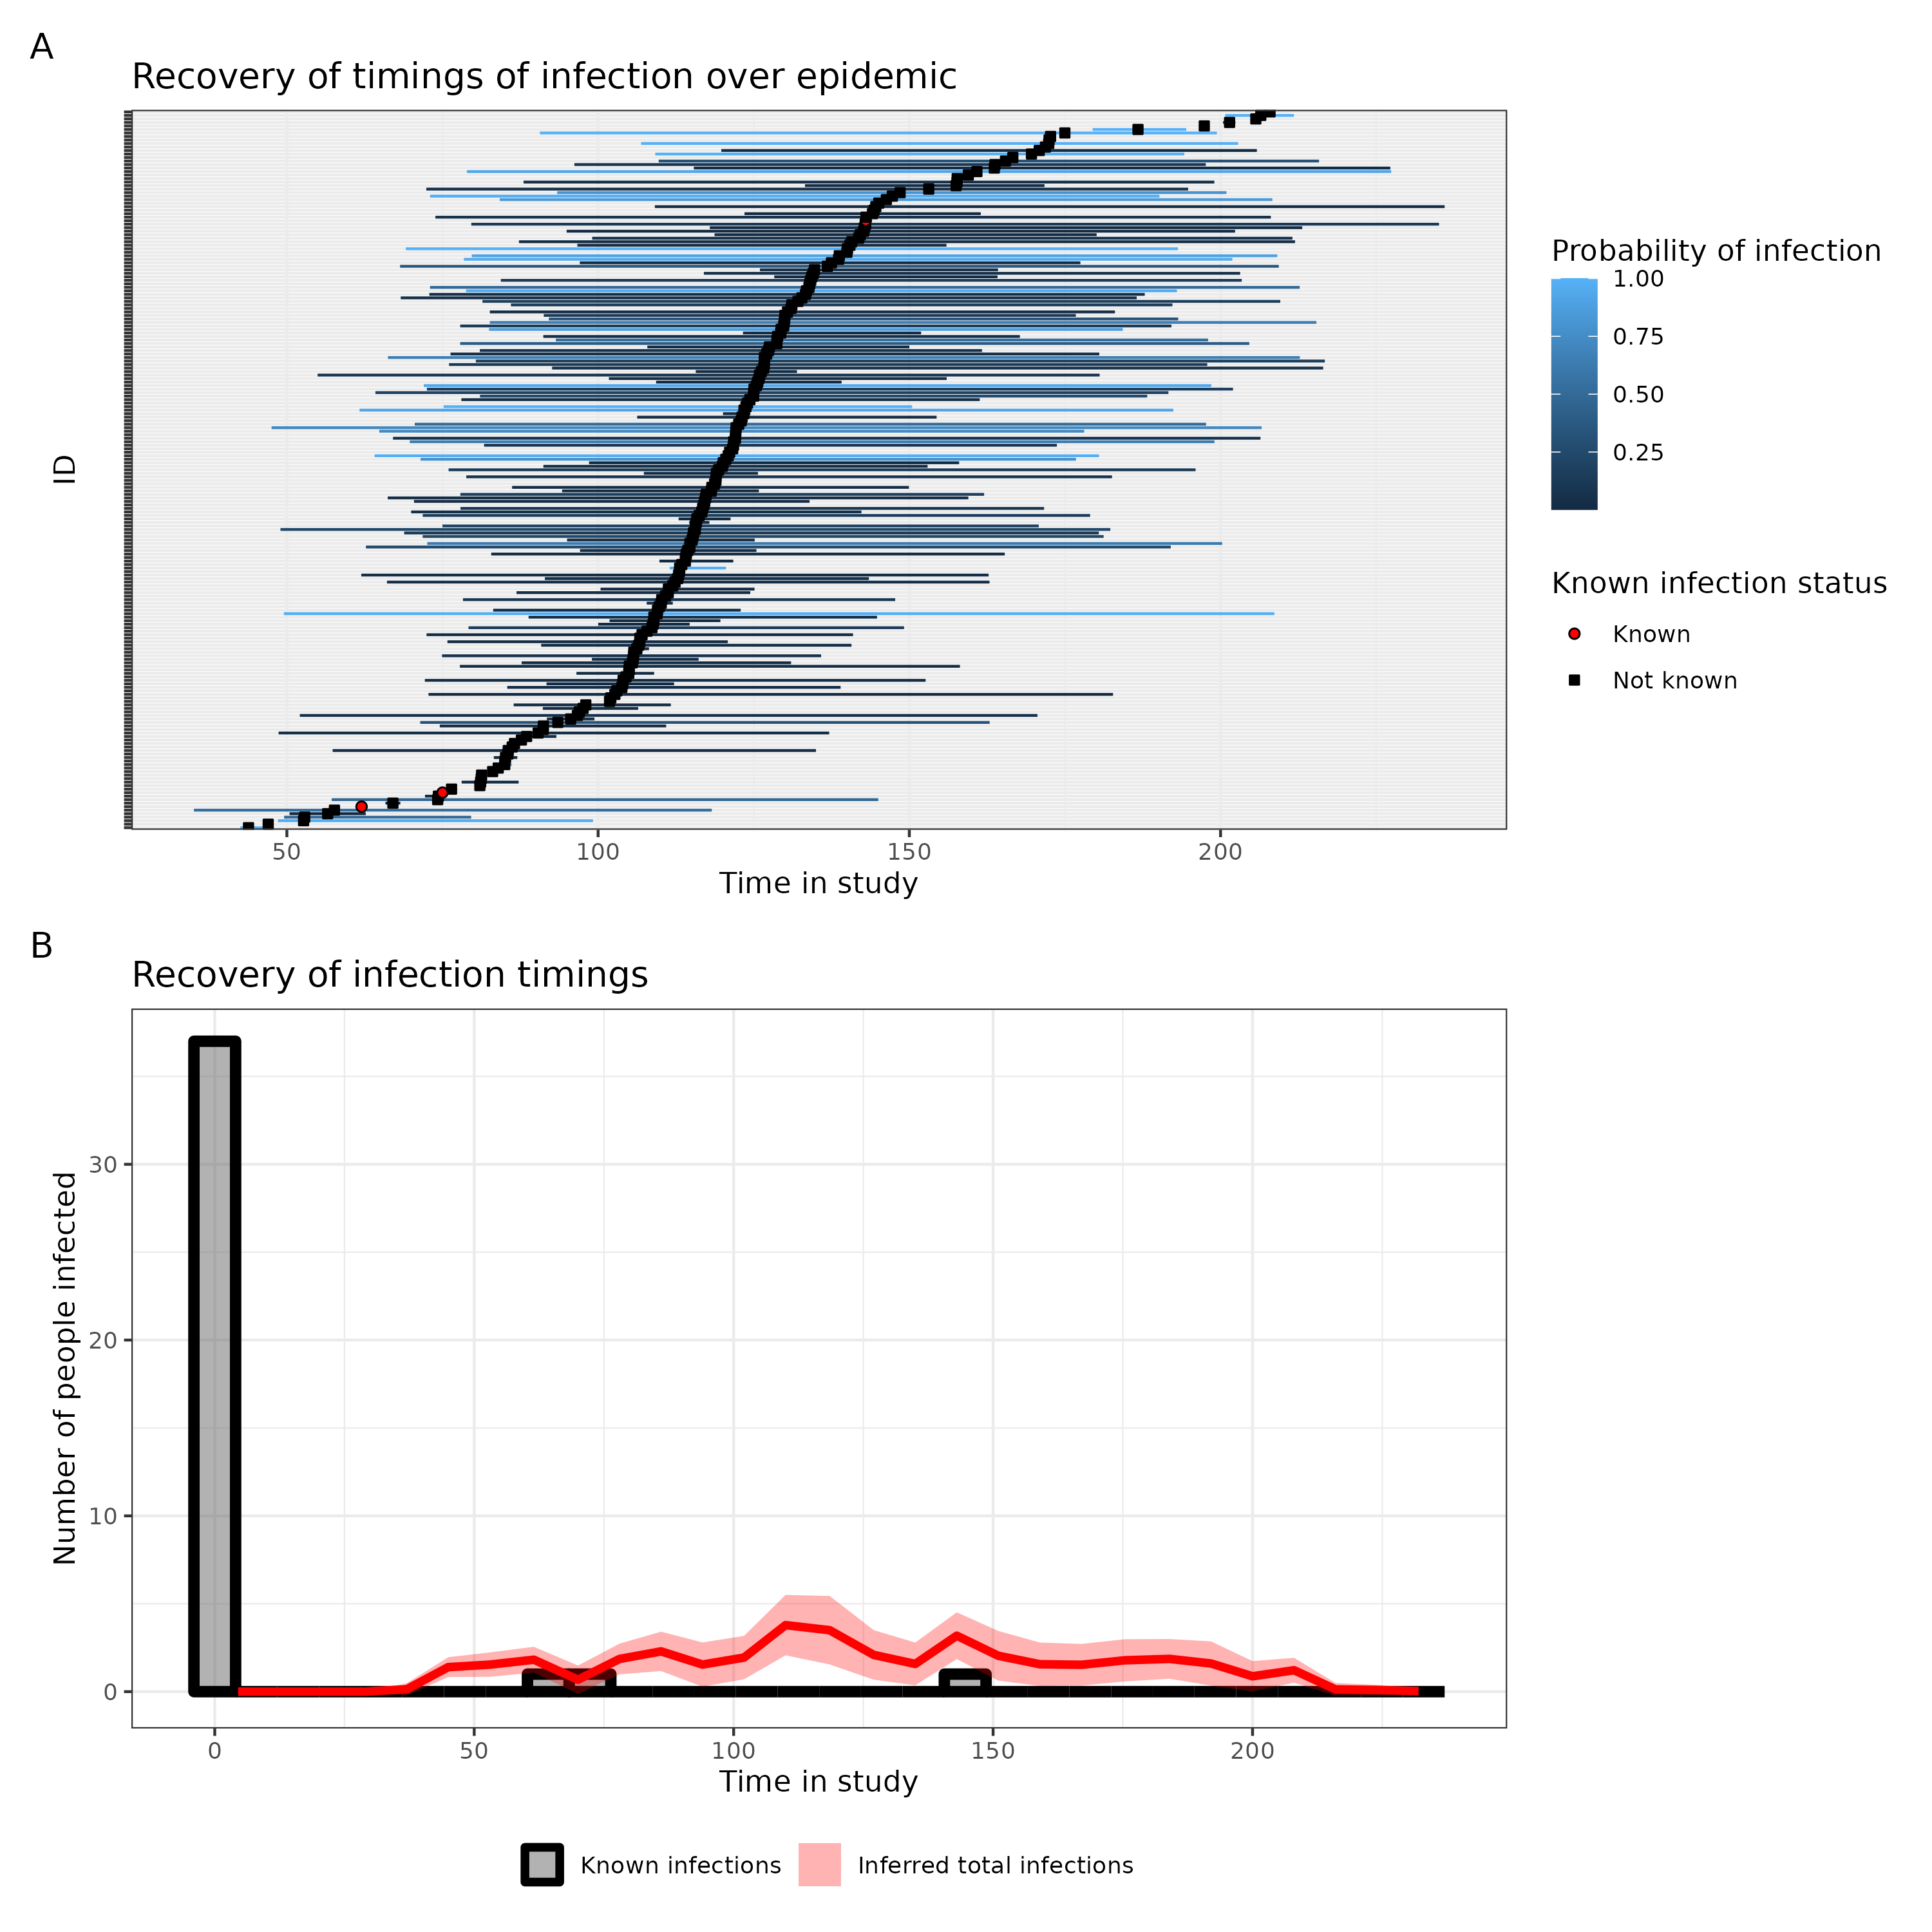 A
Recovery of timings of infection over epidemic
ID
50 100 150 200
Time in study
Probability of infection
1.00
0.75
0.50
0.25
Known infection status
Known
Not known
B
Recovery of infection timings
Number of people infected
30
20
10
0
0 50 100 150 200
Time in study
Known infections Inferred total infections